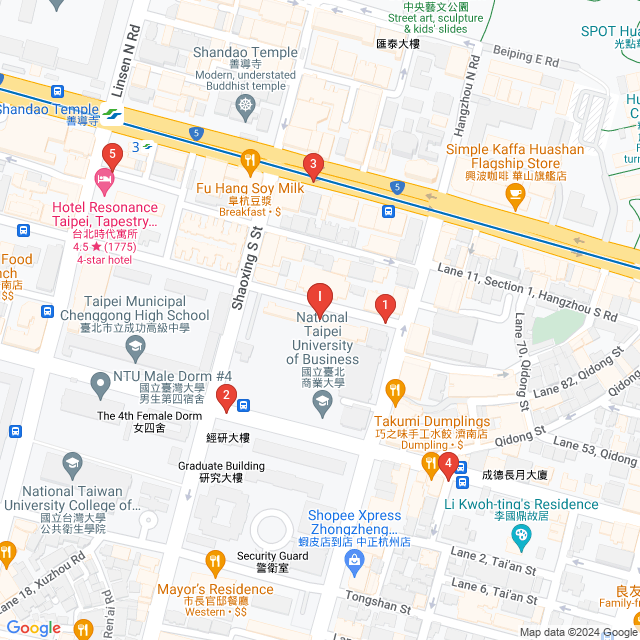 中央藝文公園
Street art, sculpture
& kids' slides
匯泰大樓
SPOT Hua
光點華
Beiping E Rd
Linsen N Rd
Hangzhou N Rd
Shandao Temple
善導寺
Modern, understated
Buddhist temple
Shandao Temple
善導寺
5
3
5
3
5
Simple Kaffa Huashan
Flagship Store
興波咖啡 華山旗艦店
Fu Hang Soy Milk
阜杭豆漿
Breakfast • $
Hotel Resonance
Taipei, Tapestry...
台北時代寓所
4.5 ★ (1775)
4-star hotel
Food
nch
南店
$$
Shaoxing S St
Lane 11, Section 1, Hangzhou S Rd
Taipei Municipal
Chenggong High School
臺北市立成功高級中學
I
1
National
Taipei
University
of Business
國立臺北
商業大學
Lane 70, Qidong St
Lane 82, Qidong St
Qidong
NTU Male Dorm #4
國立臺灣大學
男生第四宿舍
2
The 4th Female Dorm
女四舍
經研大樓
Takumi Dumplings
巧之味手工水餃 濟南店
Dumpling • $
Qidong St
Lane 53, Qidong
4
成德長月大廈
Graduate Building
研究大樓
National Taiwan
University College of...
國立台灣大學
公共衛生學院
Shopee Xpress
Zhongzheng...
蝦皮店到店 中正杭州店
Li Kwoh-ting's Residence
李國鼎故居
Security Guard
警衛室
Lane 2, Tai'an St
Lane 6, Tai'an St
Lane 18, Xuzhou Rd
Mayor's Residence
市長官邸餐廳
Western • $$
Tongshan St
Ren'ai Rd
良友
Family-fr
Google
Map data ©2024 Google